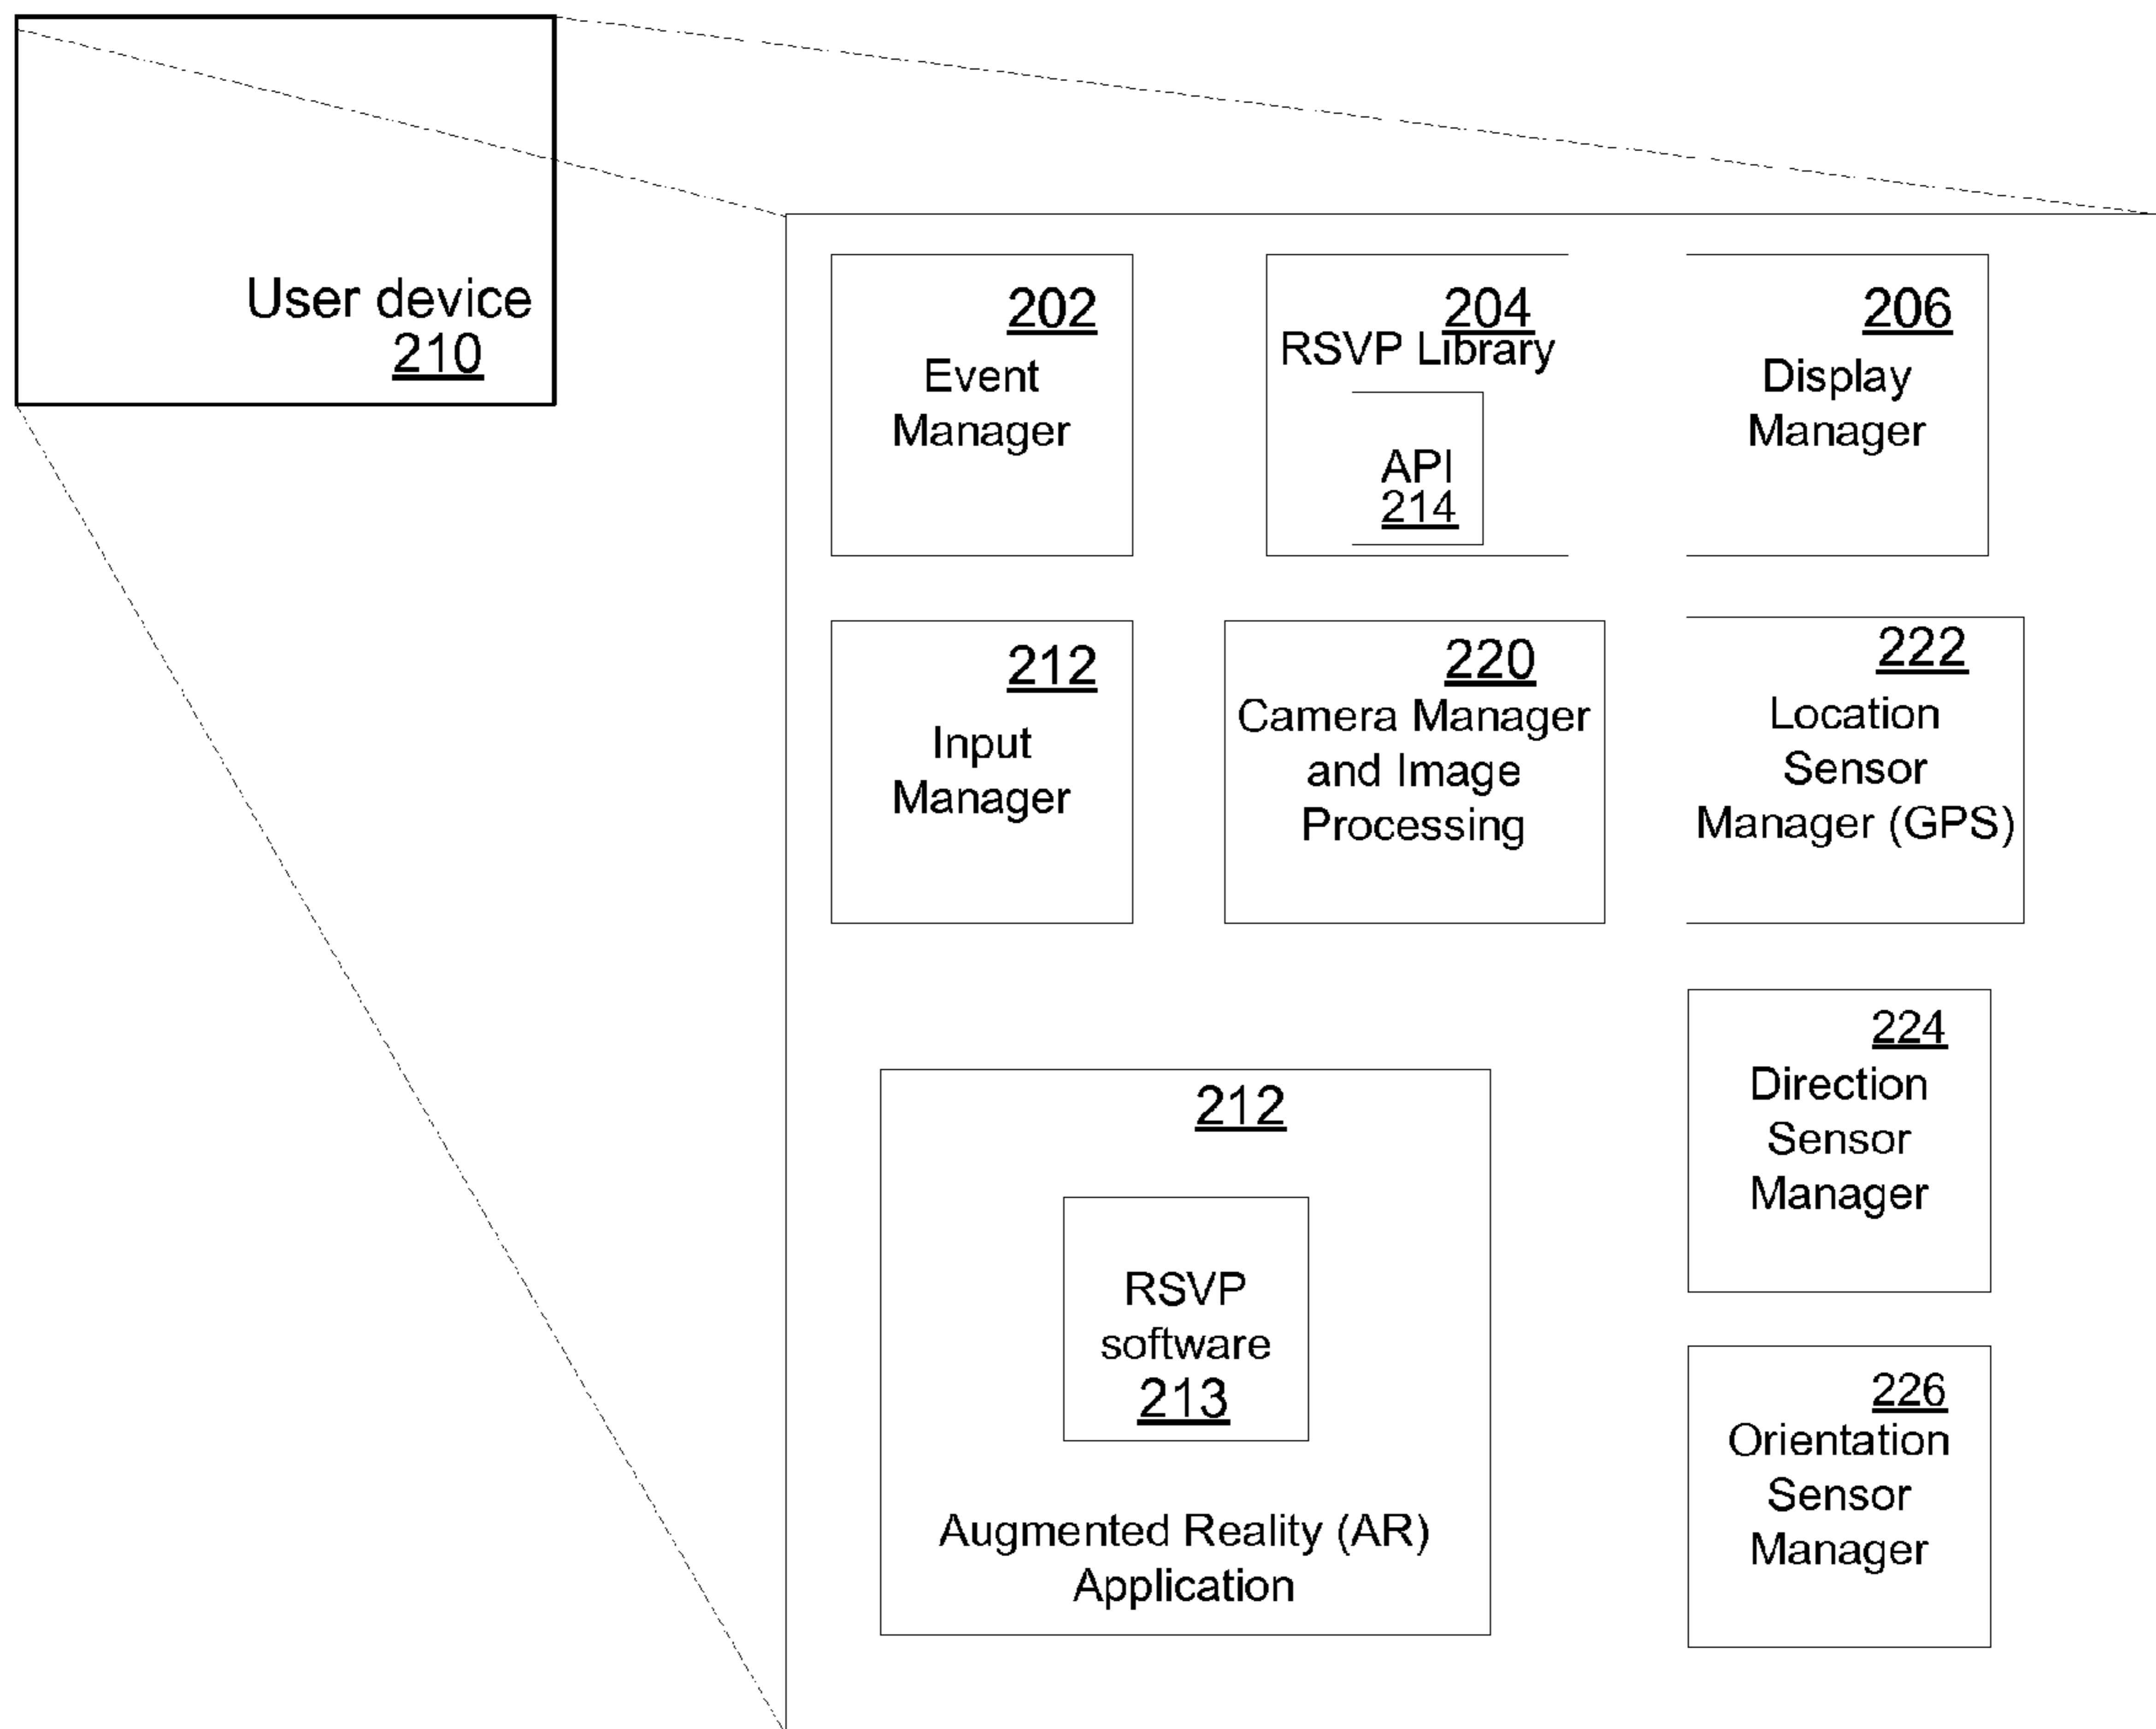 User device
210
202
Event
Manager
204
RSVP Library
API
214
206
Display
Manager
212
Input
Manager
220
Camera Manager
and Image
Processing
222
Location
Sensor
Manager (GPS)
224
Direction
Sensor
Manager
212
RSVP
software
213
Augmented Reality (AR)
Application
226
Orientation
Sensor
Manager